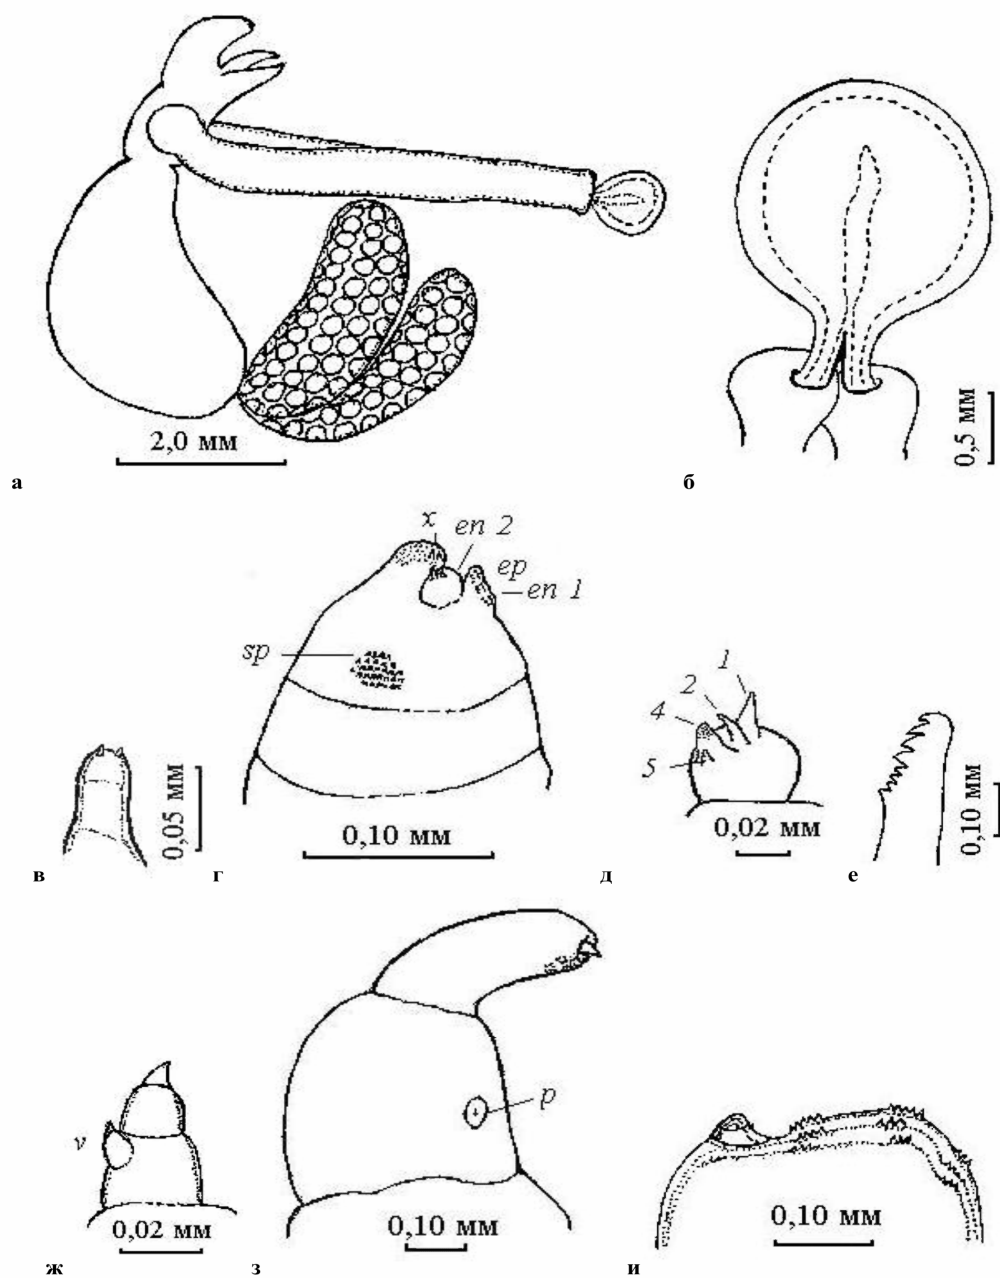 2,0 мм
0,5 мм
а
б
x
en 2
ep
en 1
sp
1
2
4
5
0,05 мм
0,10 мм
0,02 мм
0,10 мм
в
г
д
е
p
v
0,02 мм
0,10 мм
0,10 мм
ж
з
и